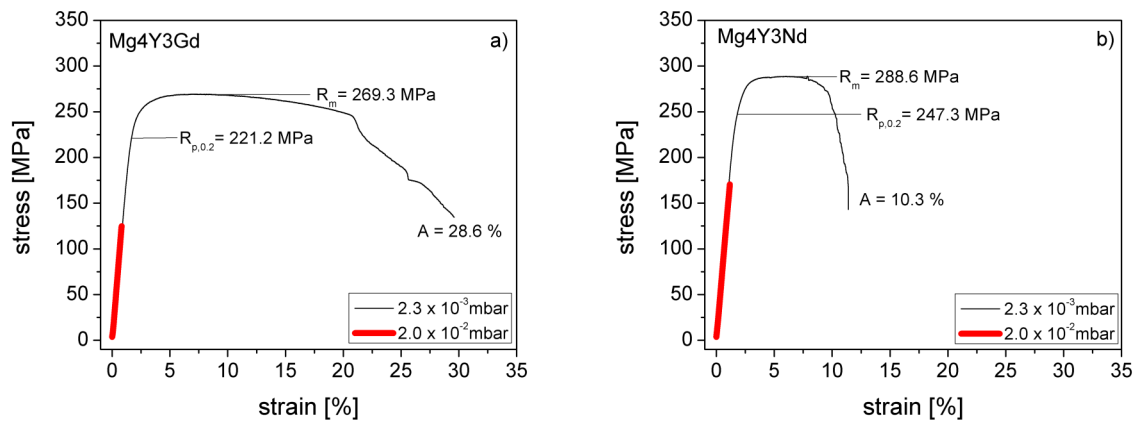 Mg4Y3Gd
a)
R_m = 269.3 MPa
R_p,0.2 = 221.2 MPa
A = 28.6 %
2.3 x 10^-3 mbar
2.0 x 10^-2 mbar
350
300
250
200
150
100
50
0
stress [MPa]
0 5 10 15 20 25 30 35
strain [%]
Mg4Y3Nd
b)
R_m = 288.6 MPa
R_p,0.2 = 247.3 MPa
A = 10.3 %
2.3 x 10^-3 mbar
2.0 x 10^-2 mbar
350
300
250
200
150
100
50
0
stress [MPa]
0 5 10 15 20 25 30 35
strain [%]